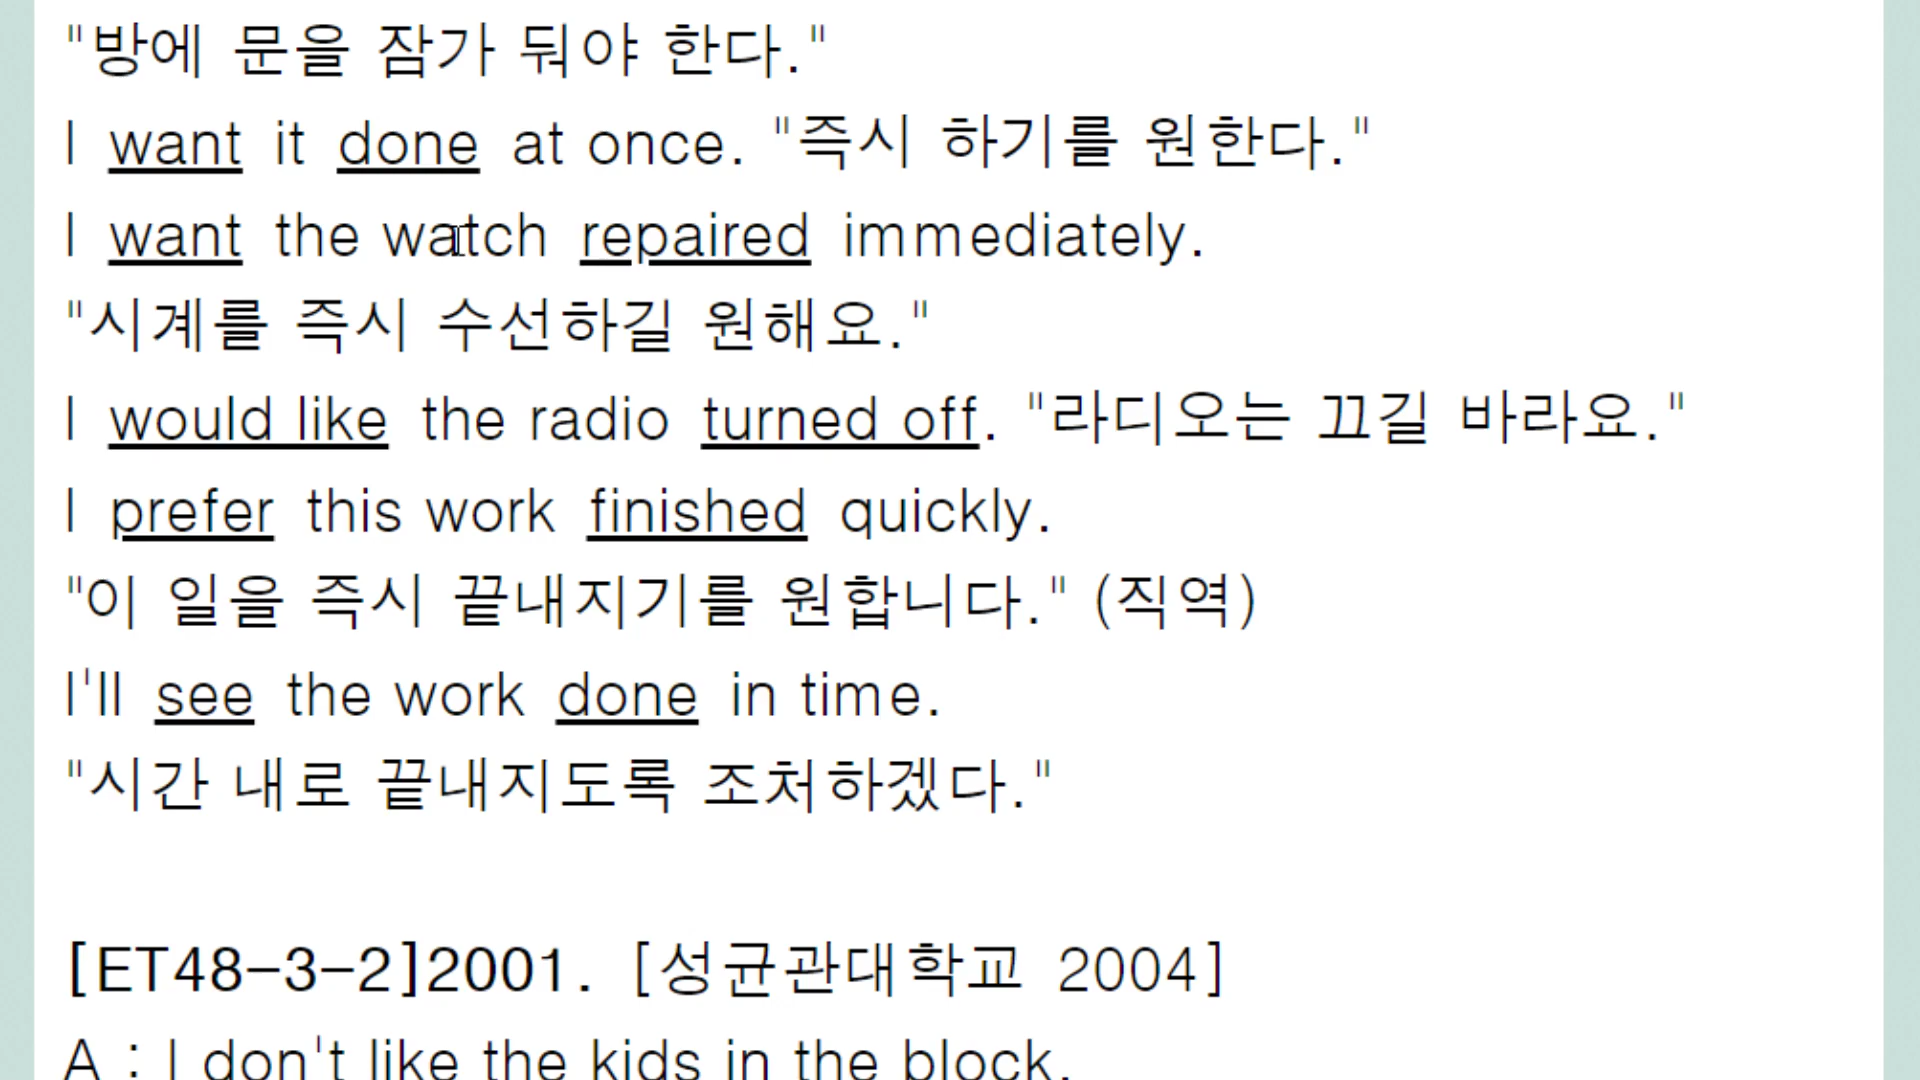 "방에 문을 잠가 둬야 한다."
I want it done at once. "즉시 하기를 원한다."
I want the watch repaired immediately.
"시계를 즉시 수선하길 원해요."
I would like the radio turned off. "라디오는 끄길 바라요."
I prefer this work finished quickly.
"이 일을 즉시 끝내지기를 원합니다." (직역)
I'll see the work done in time.
"시간 내로 끝내지도록 조처하겠다."
[ET48-3-2]2001. [성균관대학교 2004]
A : I don't like the kids in the block.